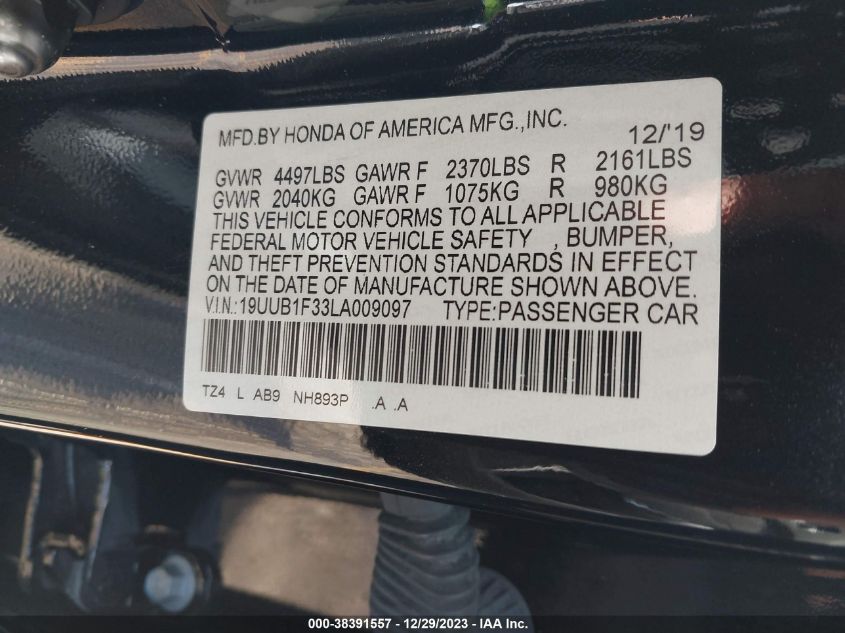 MFD.BY HONDA OF AMERICA MFG.,INC. 12/'19
GVWR 4497LBS GAWR F 2370LBS R 2161LBS
GVWR 2040KG GAWR F 1075KG R 980KG
THIS VEHICLE CONFORMS TO ALL APPLICABLE
FEDERAL MOTOR VEHICLE SAFETY , BUMPER,
AND THEFT PREVENTION STANDARDS IN EFFECT
ON THE DATE OF MANUFACTURE SHOWN ABOVE.
V.I.N.:19UUB1F33LA009097 TYPE:PASSENGER CAR
TZ4 L AB9 NH893P .A .A
000-38391557 - 12/29/2023 - IAA Inc.